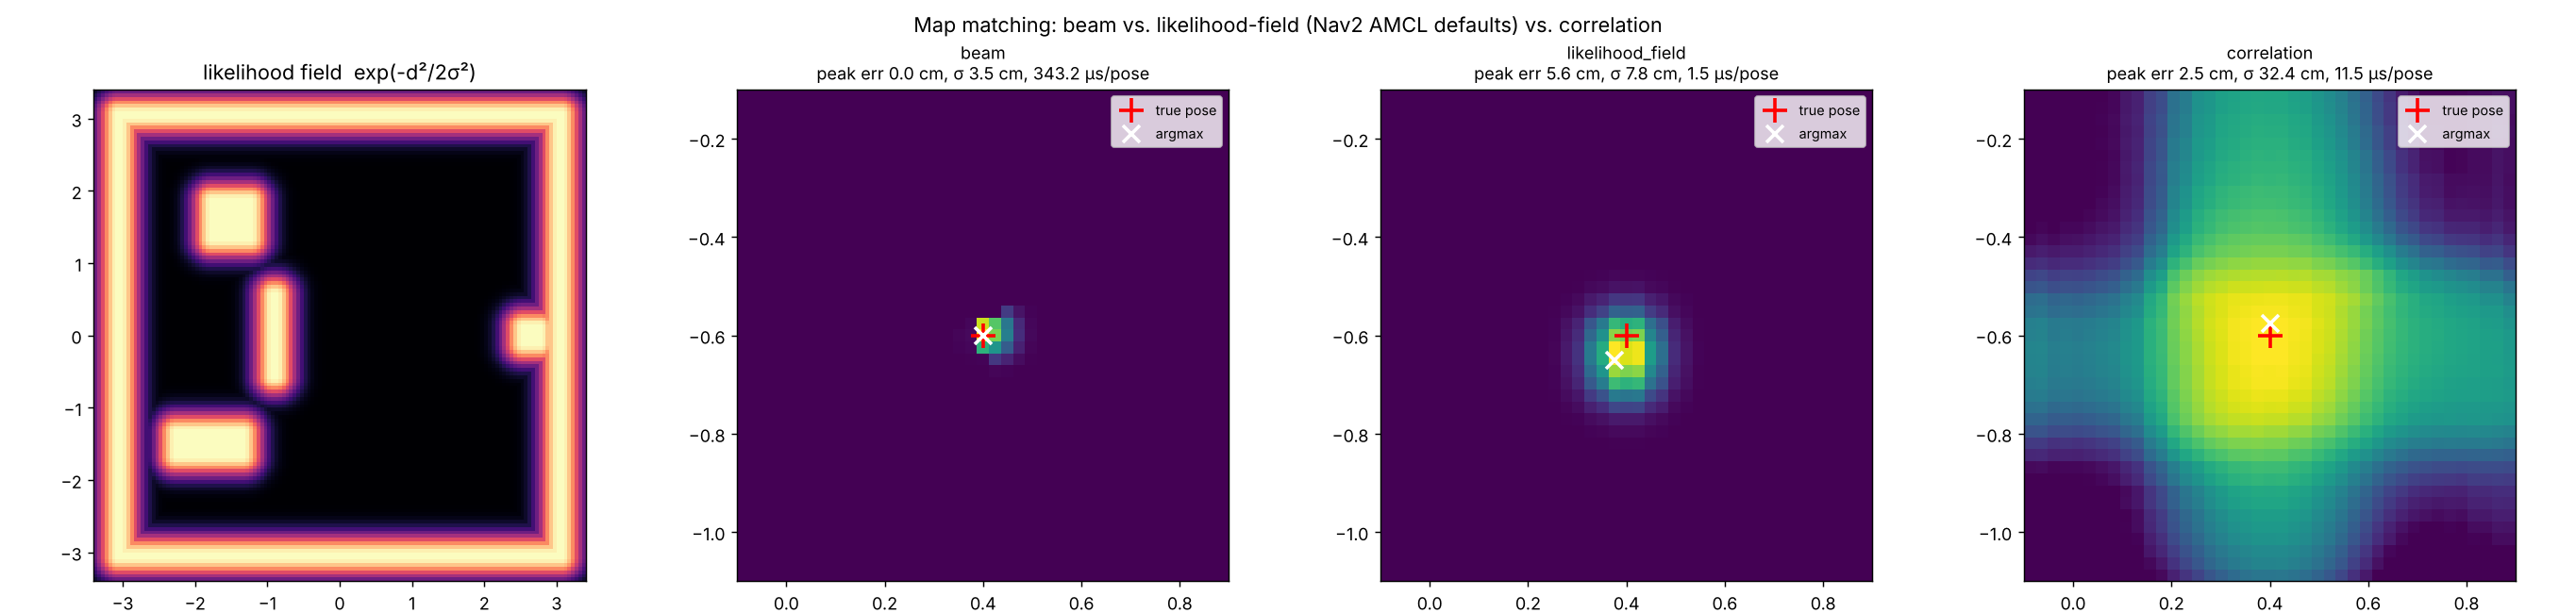 Map matching: beam vs. likelihood-field (Nav2 AMCL defaults) vs. correlation
likelihood field exp(-d²/2σ²)
3
2
1
0
−1
−2
−3
−3 −2 −1 0 1 2 3
beam
peak err 0.0 cm, σ 3.5 cm, 343.2 µs/pose
true pose
argmax
−0.2
−0.4
−0.6
−0.8
−1.0
0.0 0.2 0.4 0.6 0.8
likelihood_field
peak err 5.6 cm, σ 7.8 cm, 1.5 µs/pose
true pose
argmax
−0.2
−0.4
−0.6
−0.8
−1.0
0.0 0.2 0.4 0.6 0.8
correlation
peak err 2.5 cm, σ 32.4 cm, 11.5 µs/pose
true pose
argmax
−0.2
−0.4
−0.6
−0.8
−1.0
0.0 0.2 0.4 0.6 0.8